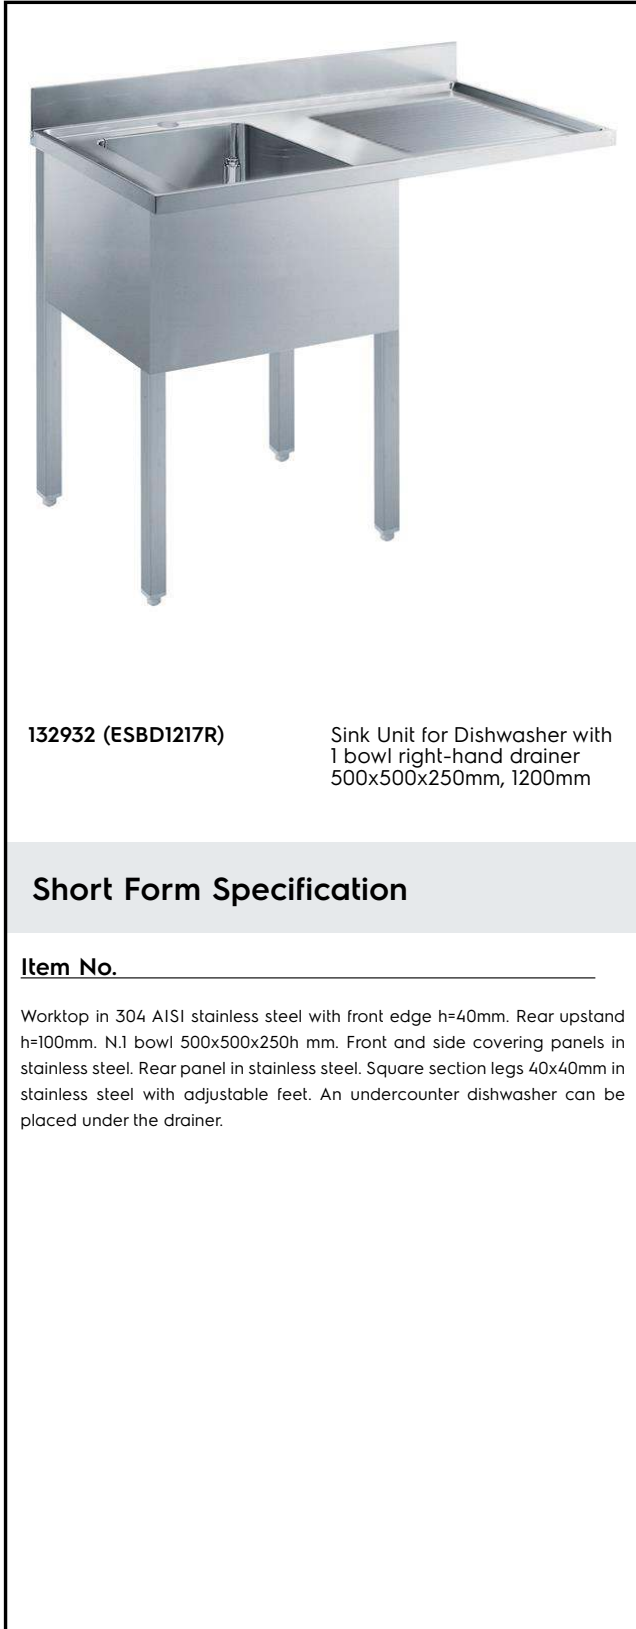 132932 (ESBD1217R)
Sink Unit for Dishwasher with
1 bowl right-hand drainer
500x500x250mm, 1200mm
Short Form Specification
Item No.
Worktop in 304 AISI stainless steel with front edge h=40mm. Rear upstand
h=100mm. N.1 bowl 500x500x250h mm. Front and side covering panels in
stainless steel. Rear panel in stainless steel. Square section legs 40x40mm in
stainless steel with adjustable feet. An undercounter dishwasher can be
placed under the drainer.